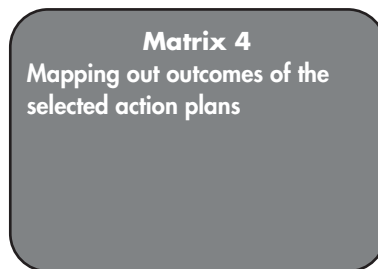 Matrix 4
Mapping out outcomes of the
selected action plans